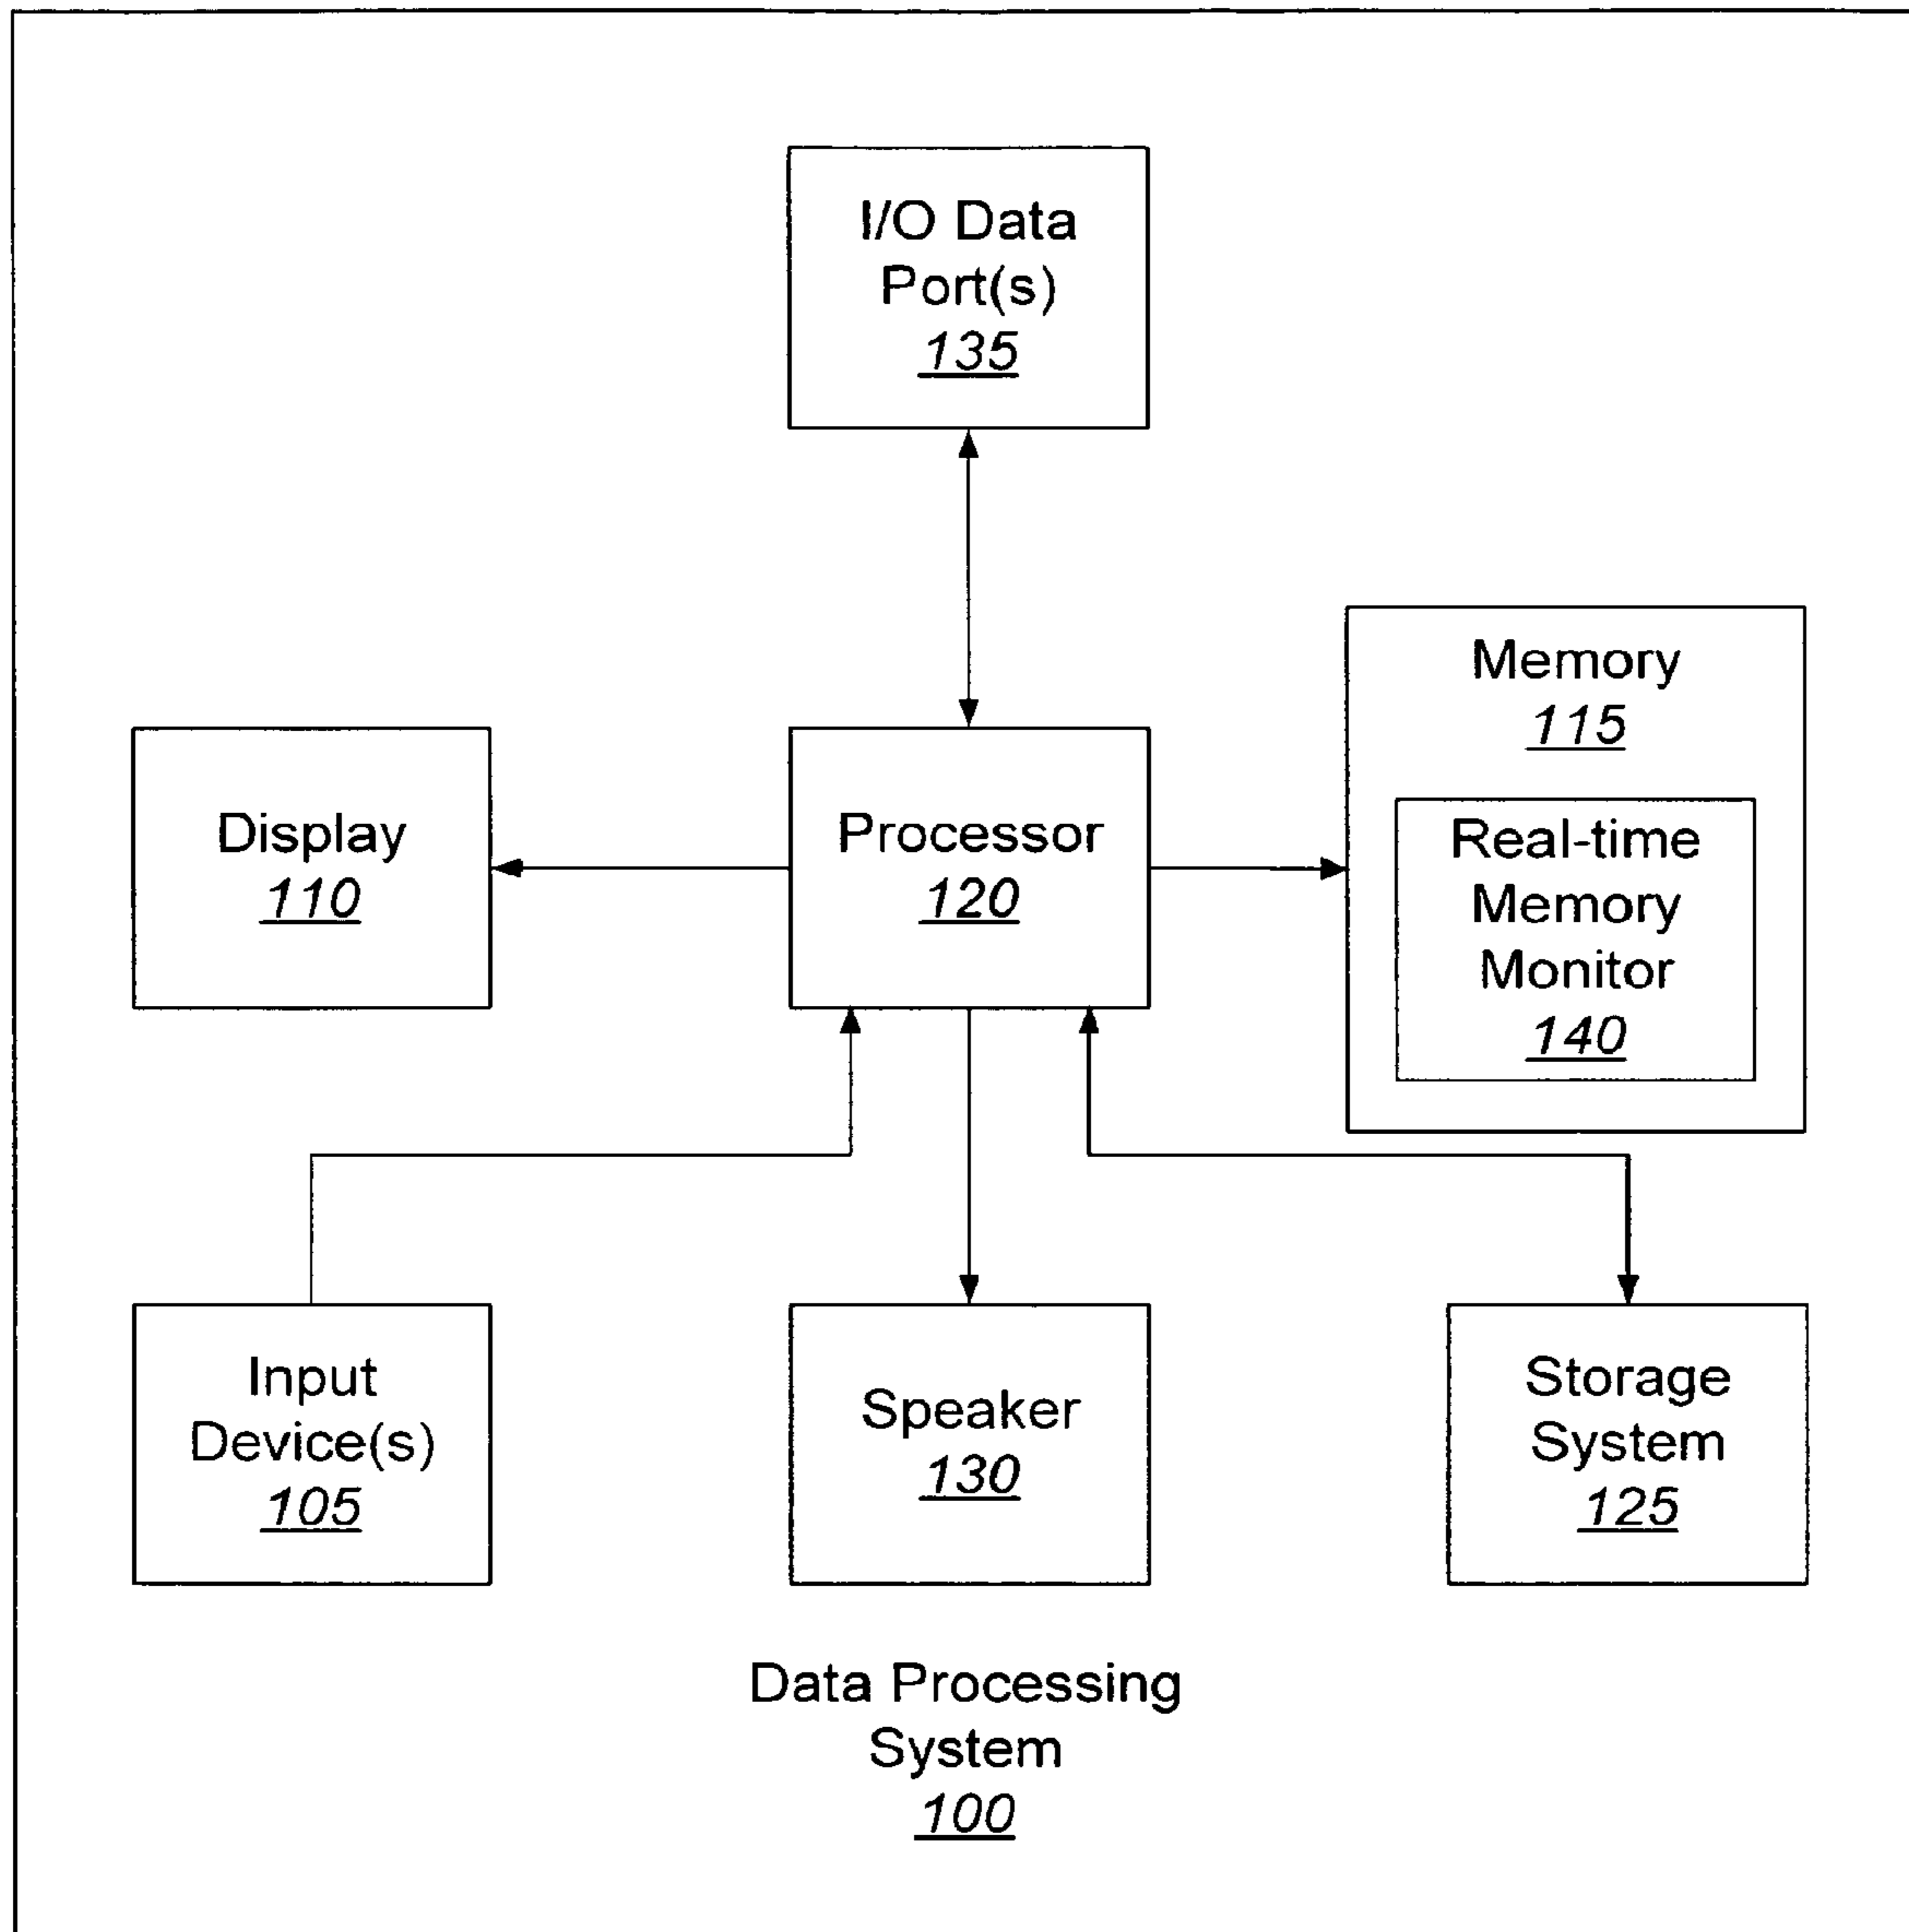 I/O Data
Port(s)
135
Memory
115
Display
110
Processor
120
Real-time
Memory
Monitor
140
Input
Device(s)
105
Speaker
130
Storage
System
125
Data Processing
System
100